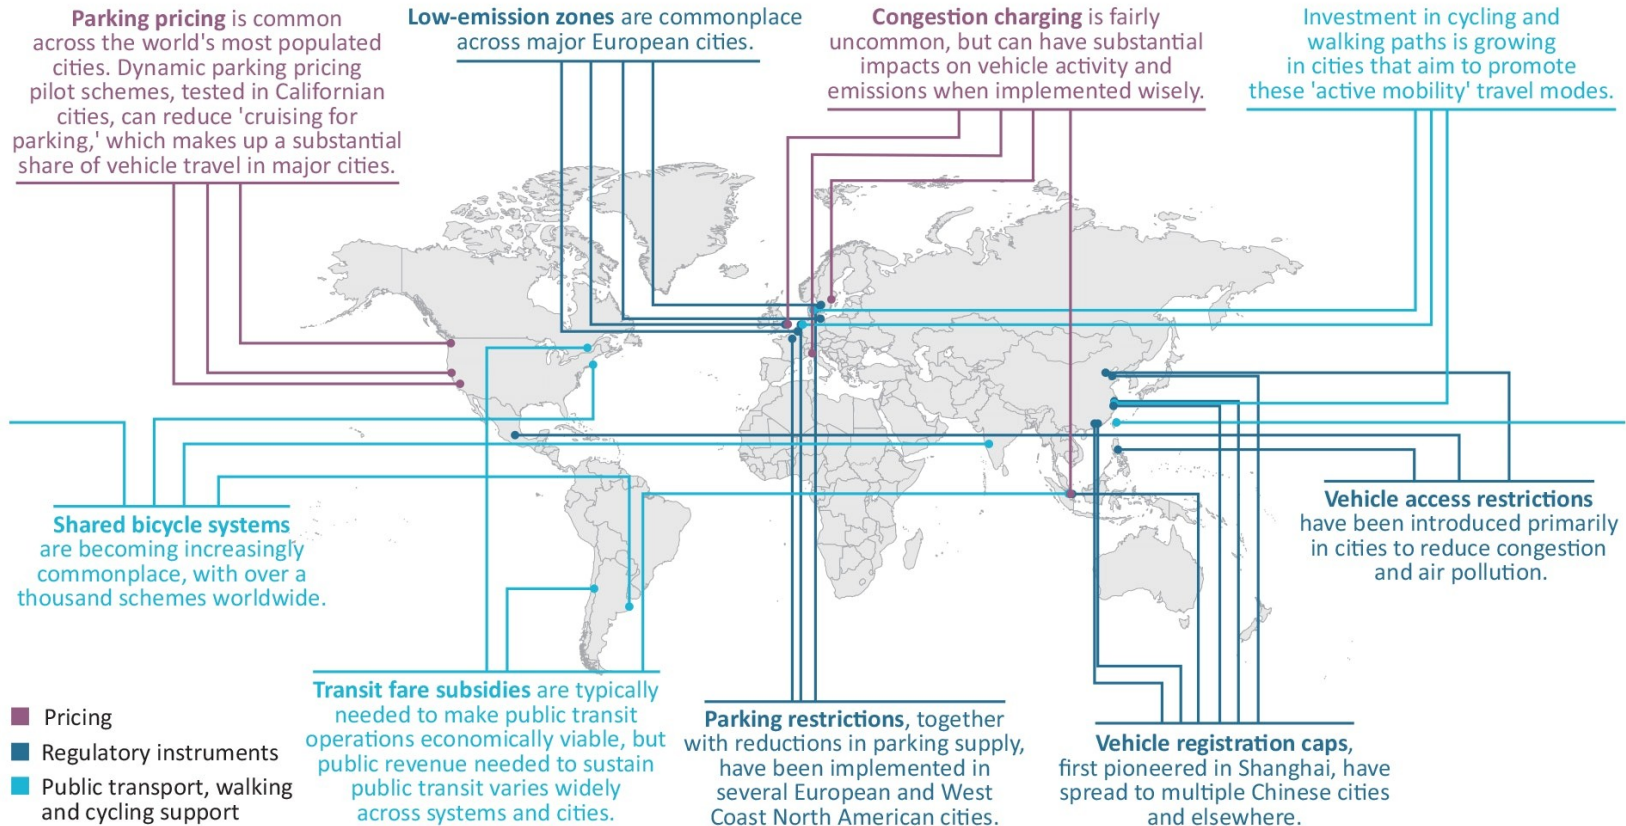 Parking pricing is common
across the world's most populated
cities. Dynamic parking pricing
pilot schemes, tested in Californian
cities, can reduce 'cruising for
parking,' which makes up a substantial
share of vehicle travel in major cities.
Low-emission zones are commonplace
across major European cities.
Congestion charging is fairly
uncommon, but can have substantial
impacts on vehicle activity and
emissions when implemented wisely.
Investment in cycling and
walking paths is growing
in cities that aim to promote
these 'active mobility' travel modes.
Shared bicycle systems
are becoming increasingly
commonplace, with over a
thousand schemes worldwide.
Vehicle access restrictions
have been introduced primarily
in cities to reduce congestion
and air pollution.
Transit fare subsidies are typically
needed to make public transit
operations economically viable, but
public revenue needed to sustain
public transit varies widely
across systems and cities.
Parking restrictions, together
with reductions in parking supply,
have been implemented in
several European and West
Coast North American cities.
Vehicle registration caps,
first pioneered in Shanghai, have
spread to multiple Chinese cities
and elsewhere.
Pricing
Regulatory instruments
Public transport, walking
and cycling support